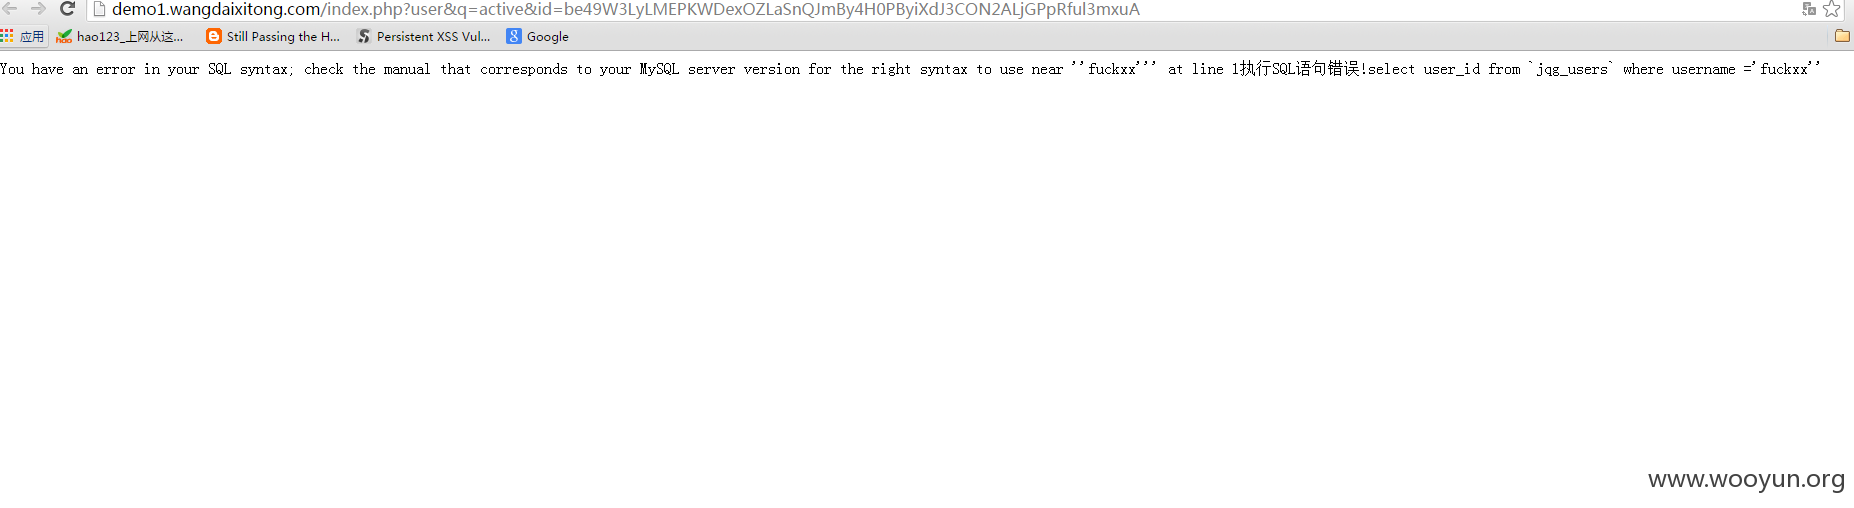 demo1.wangdaixitong.com/index.php?user&q=active&id=be49W3LyLMEPKWDexOZLaSnQJmBy4H0PByiXdJ3CON2ALjGPpRfuI3mxuA
应用 hao123_上网从这... Still Passing the H... Persistent XSS Vul... Google
You have an error in your SQL syntax; check the manual that corresponds to your MySQL server version for the right syntax to use near ''fuckxx''' at line 1执行SQL语句错误!select user_id from `jqg_users` where username ='fuckxx''
www.wooyun.org